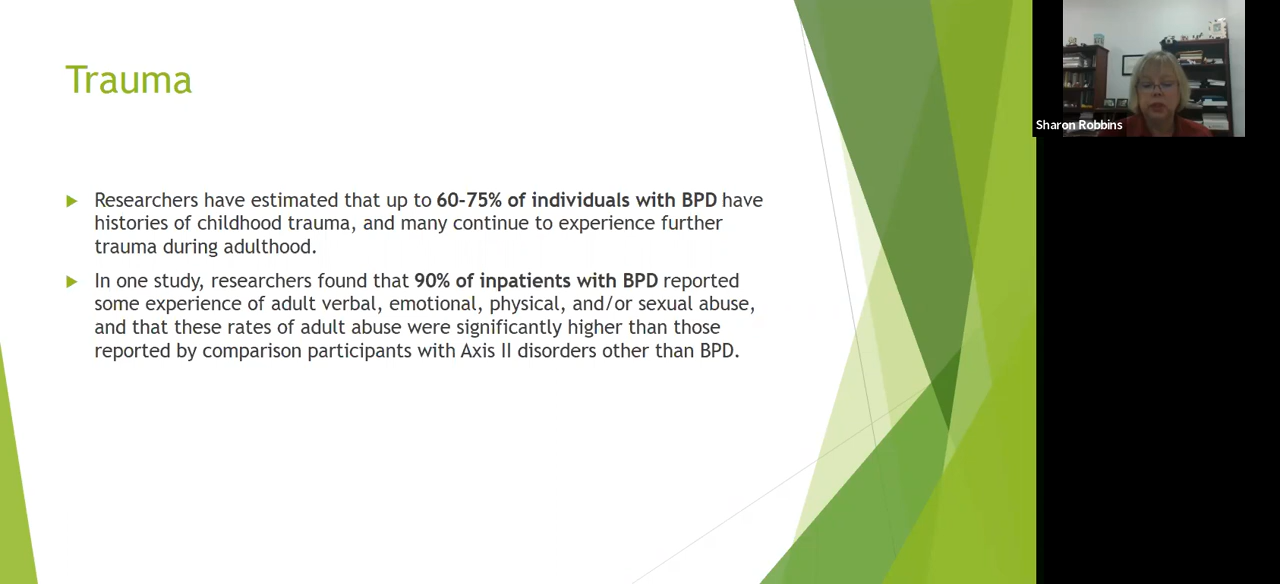 Trauma
Researchers have estimated that up to 60-75% of individuals with BPD have
histories of childhood trauma, and many continue to experience further
trauma during adulthood.
In one study, researchers found that 90% of inpatients with BPD reported
some experience of adult verbal, emotional, physical, and/or sexual abuse,
and that these rates of adult abuse were significantly higher than those
reported by comparison participants with Axis II disorders other than BPD.
Sharon Robbins